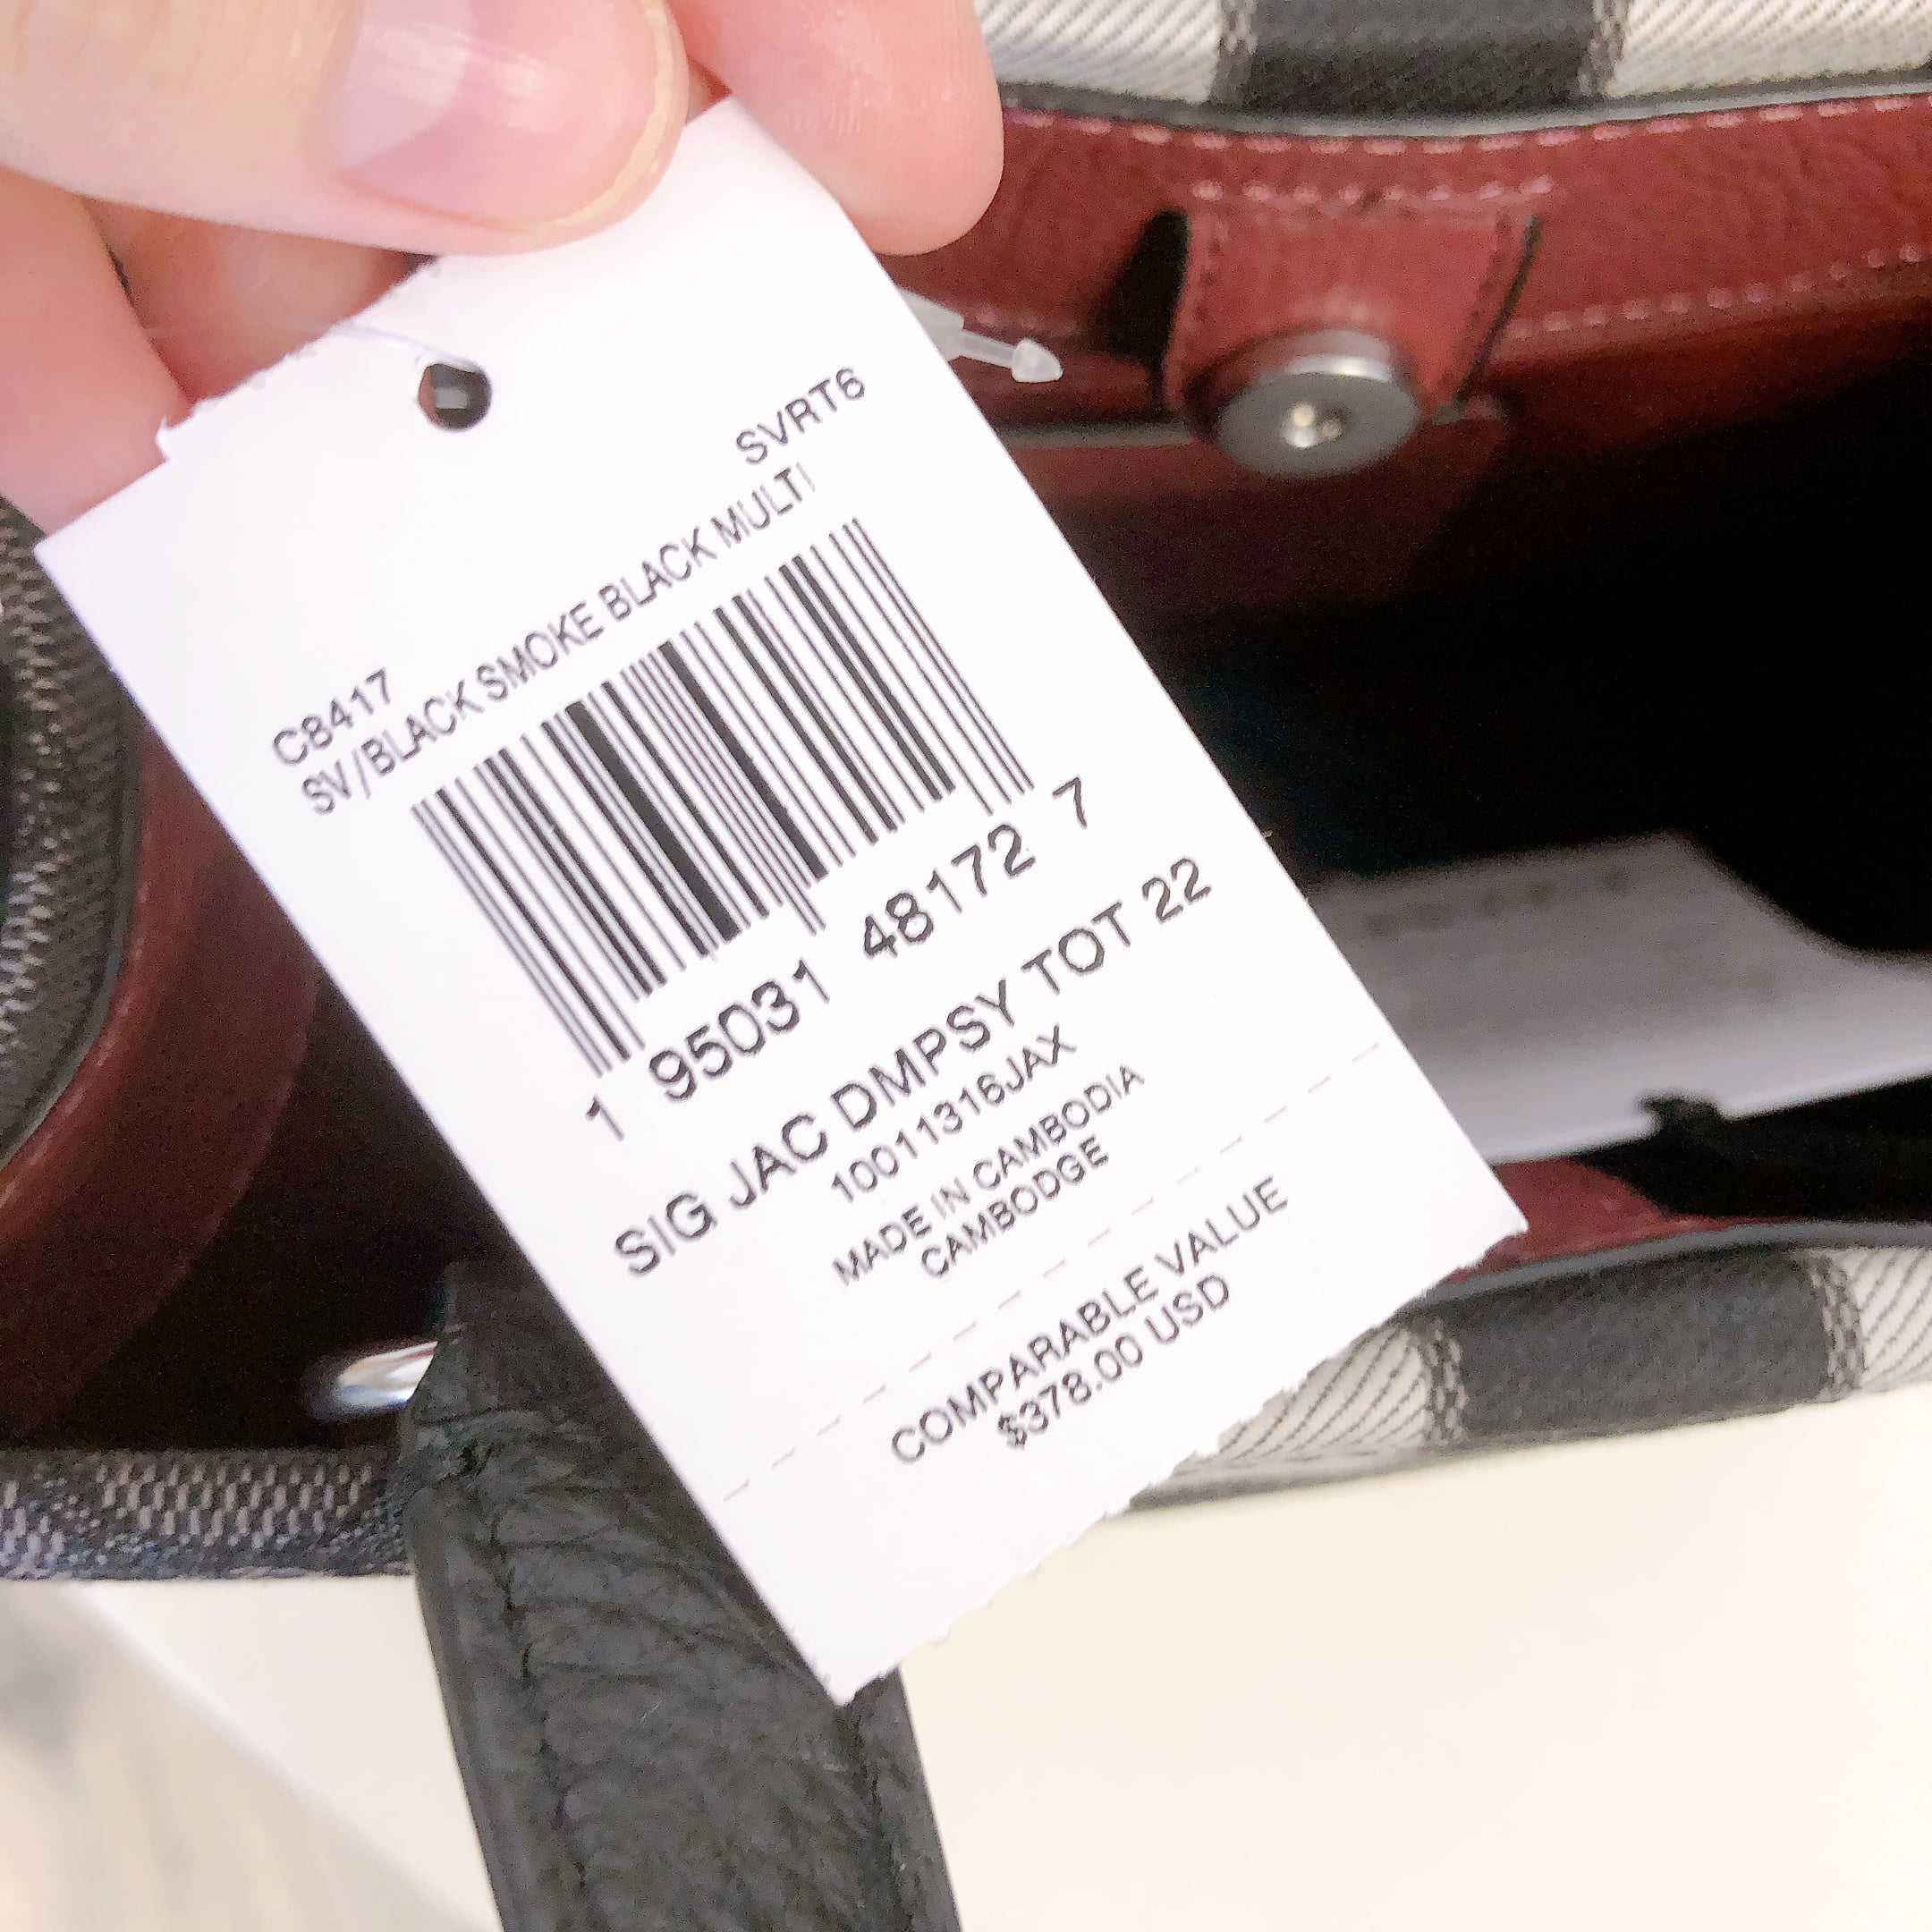 C8417 SVRT6
SV/BLACK SMOKE BLACK MULTI
1 95031 48172 7
SIG JAC DMPSY TOT 22
10011316JAX
MADE IN CAMBODIA
CAMBODGE
COMPARABLE VALUE
$378.00 USD